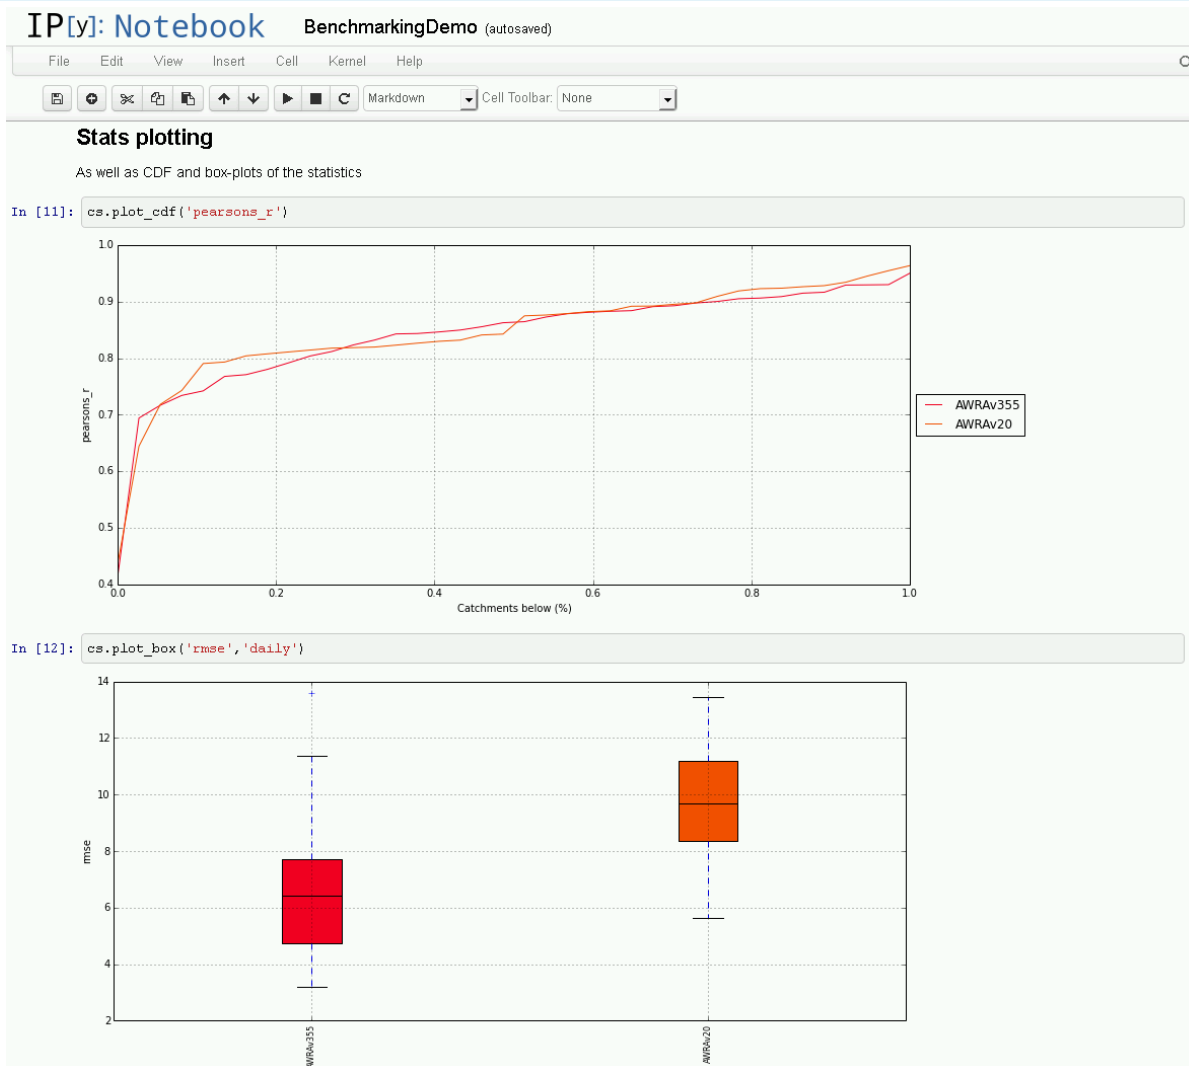 IP[y]: Notebook BenchmarkingDemo (autosaved)
File Edit View Insert Cell Kernel Help
Markdown Cell Toolbar: None
Stats plotting
As well as CDF and box-plots of the statistics
In [11]: cs.plot_cdf('pearsons_r')
1.0
0.9
0.8
0.7
0.6
0.5
0.4
pearsons_r
0.0 0.2 0.4 0.6 0.8 1.0
Catchments below (%)
AWRAv355
AWRAv20
In [12]: cs.plot_box('rmse','daily')
14
12
10
8
6
4
2
rmse
AWRAv355 AWRAv20